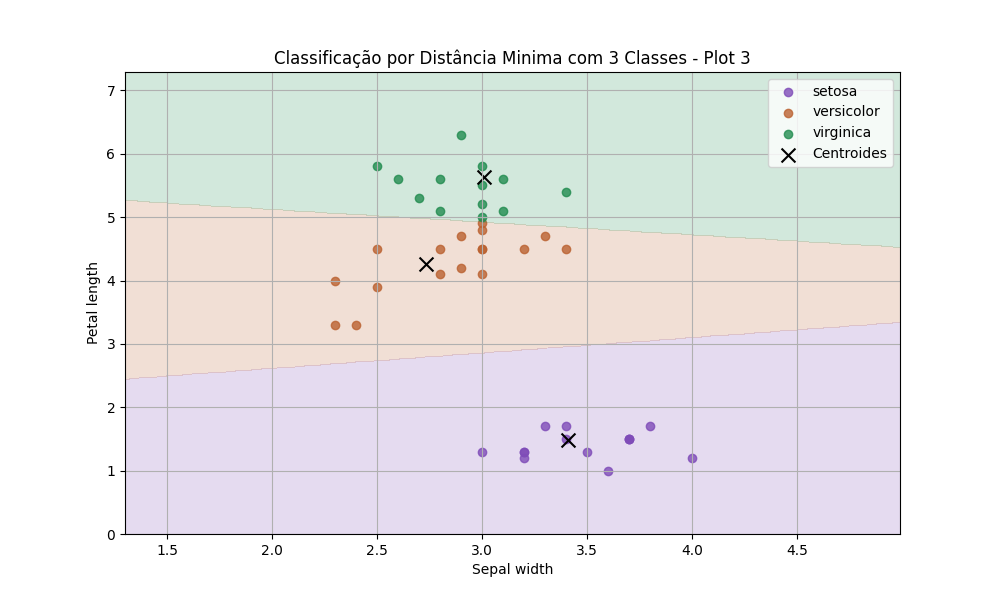 Classificação por Distância Minima com 3 Classes - Plot 3
setosa
versicolor
virginica
Centroides
Petal length
7
6
5
4
3
2
1
0
1.5 2.0 2.5 3.0 3.5 4.0 4.5
Sepal width